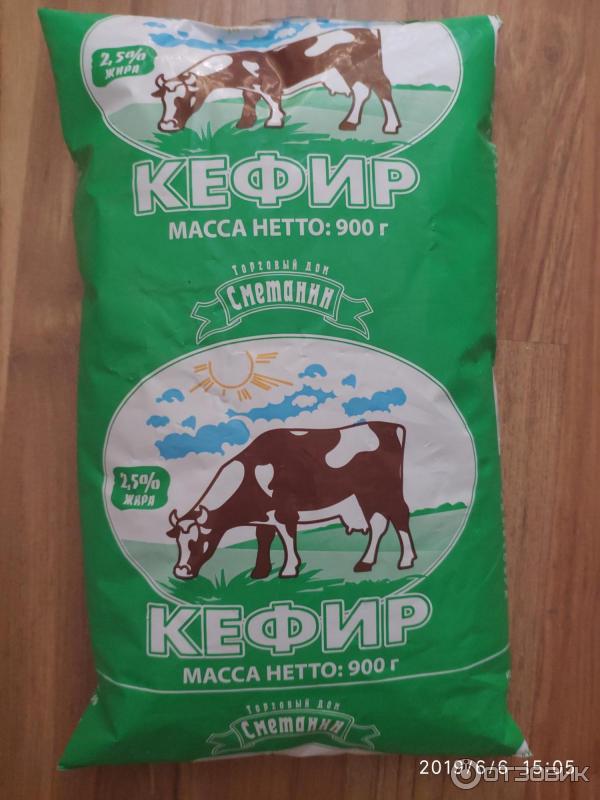 2,5%
ЖИРА
КЕФИР
МАССА НЕТТО: 900 г
Торговый дом
Сметанин
2,5%
ЖИРА
КЕФИР
МАССА НЕТТО: 900 г
Торговый дом
Сметанин
2019/6/6 15:05
ОТЗОВИК